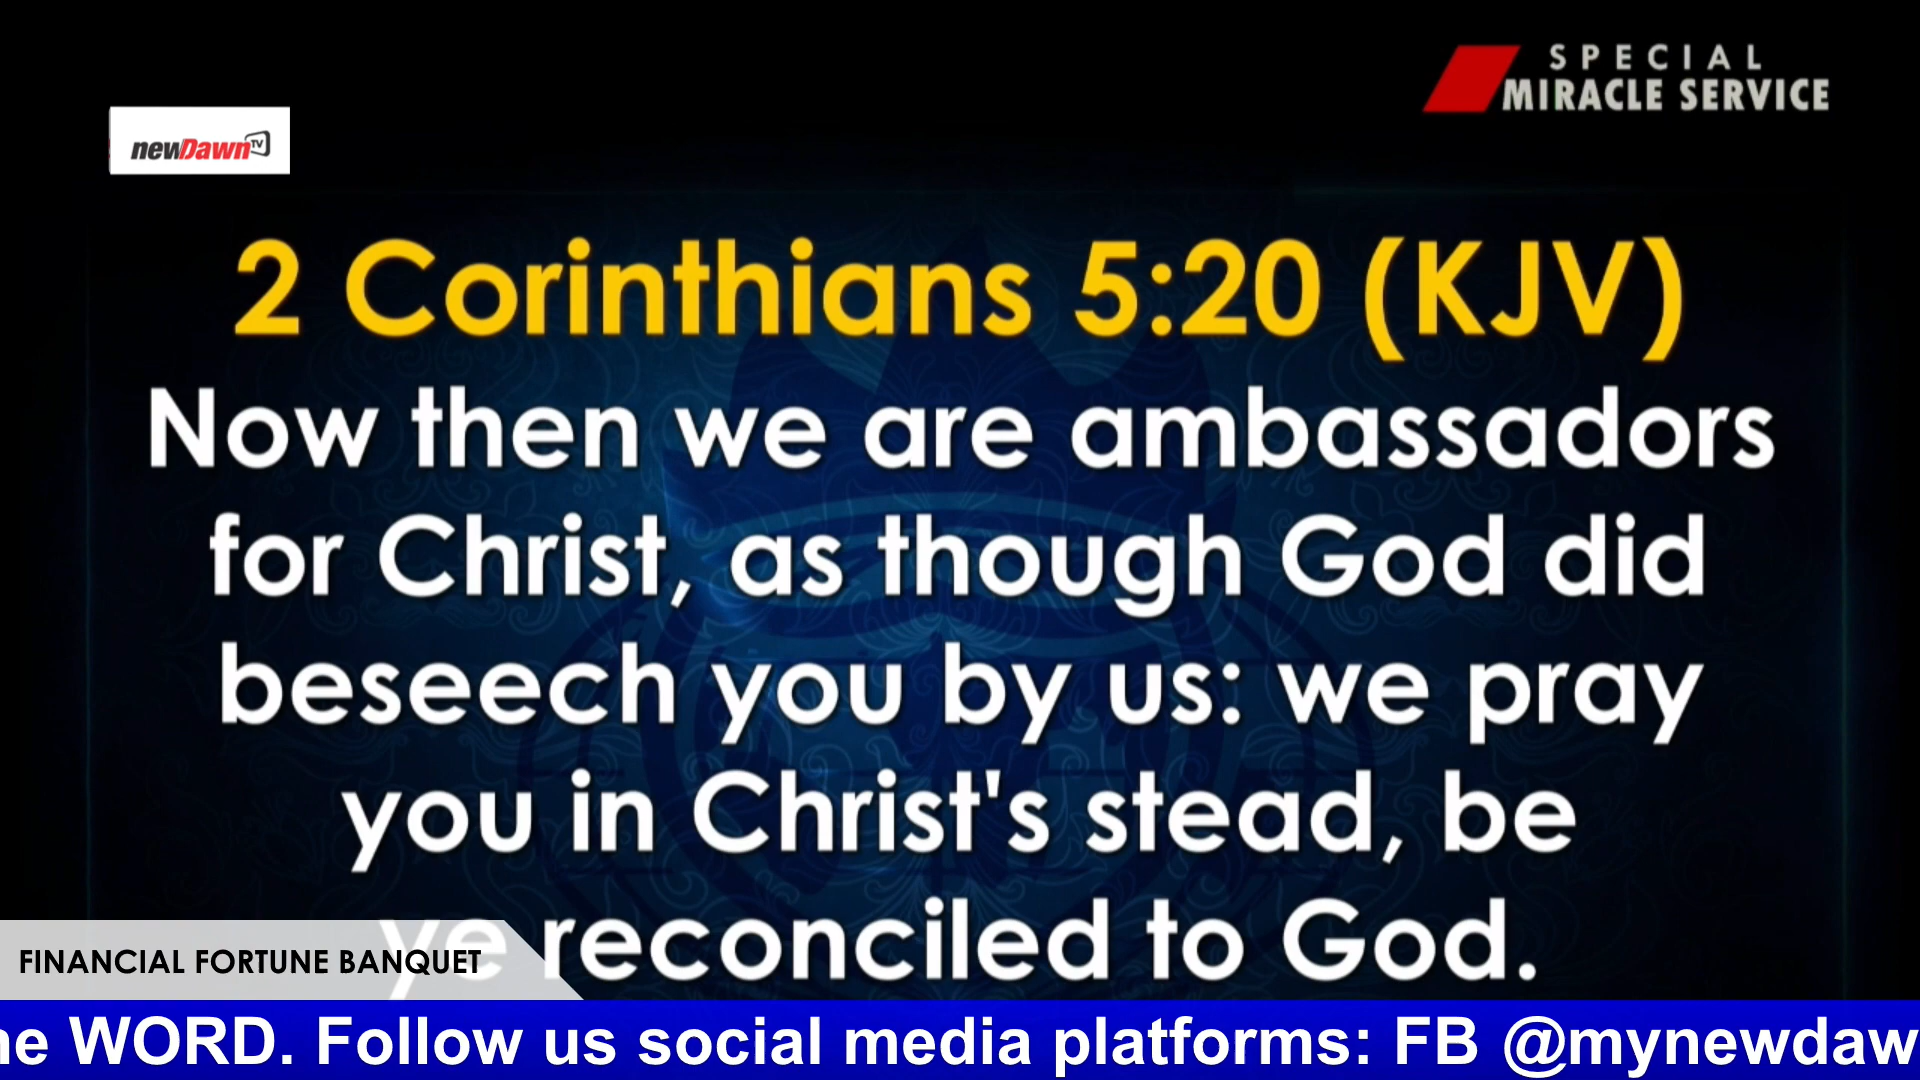 SPECIAL
MIRACLE SERVICE
newDawn TV
2 Corinthians 5:20 (KJV)
Now then we are ambassadors
for Christ, as though God did
beseech you by us: we pray
you in Christ's stead, be
ye reconciled to God.
FINANCIAL FORTUNE BANQUET
he WORD. Follow us social media platforms: FB @mynewdaw